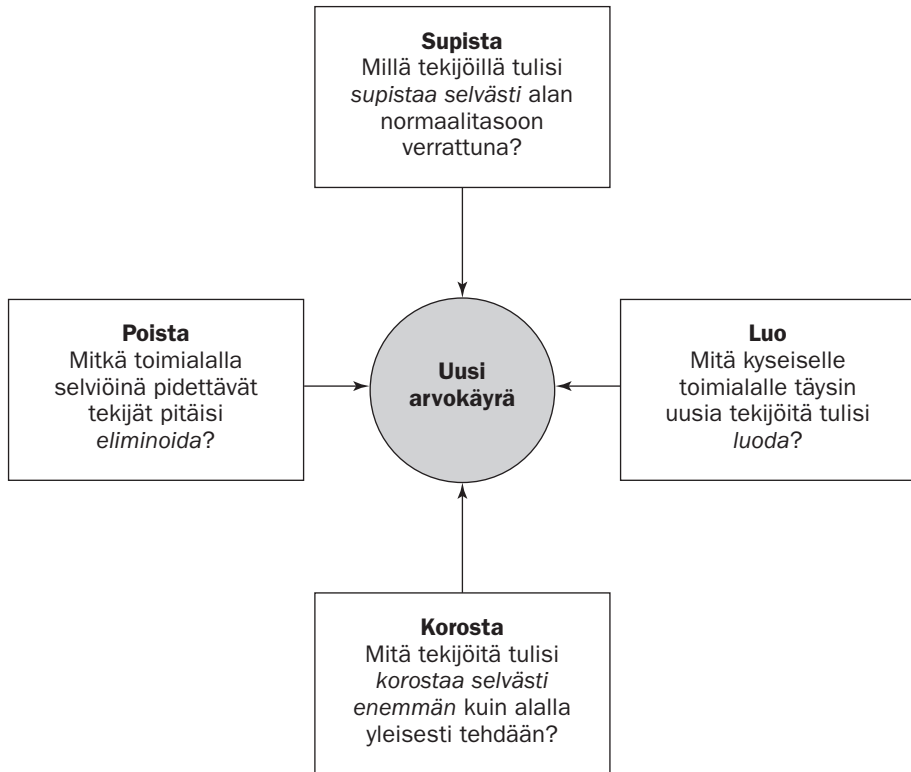 Supista
Millä tekijöillä tulisi
supistaa selvästi alan
normaalitasoon
verrattuna?
Poista
Mitkä toimialalla
selviöinä pidettävät
tekijät pitäisi
eliminoida?
Uusi
arvokäyrä
Luo
Mitä kyseiselle
toimialalle täysin
uusia tekijöitä tulisi
luoda?
Korosta
Mitä tekijöitä tulisi
korostaa selvästi
enemmän kuin alalla
yleisesti tehdään?